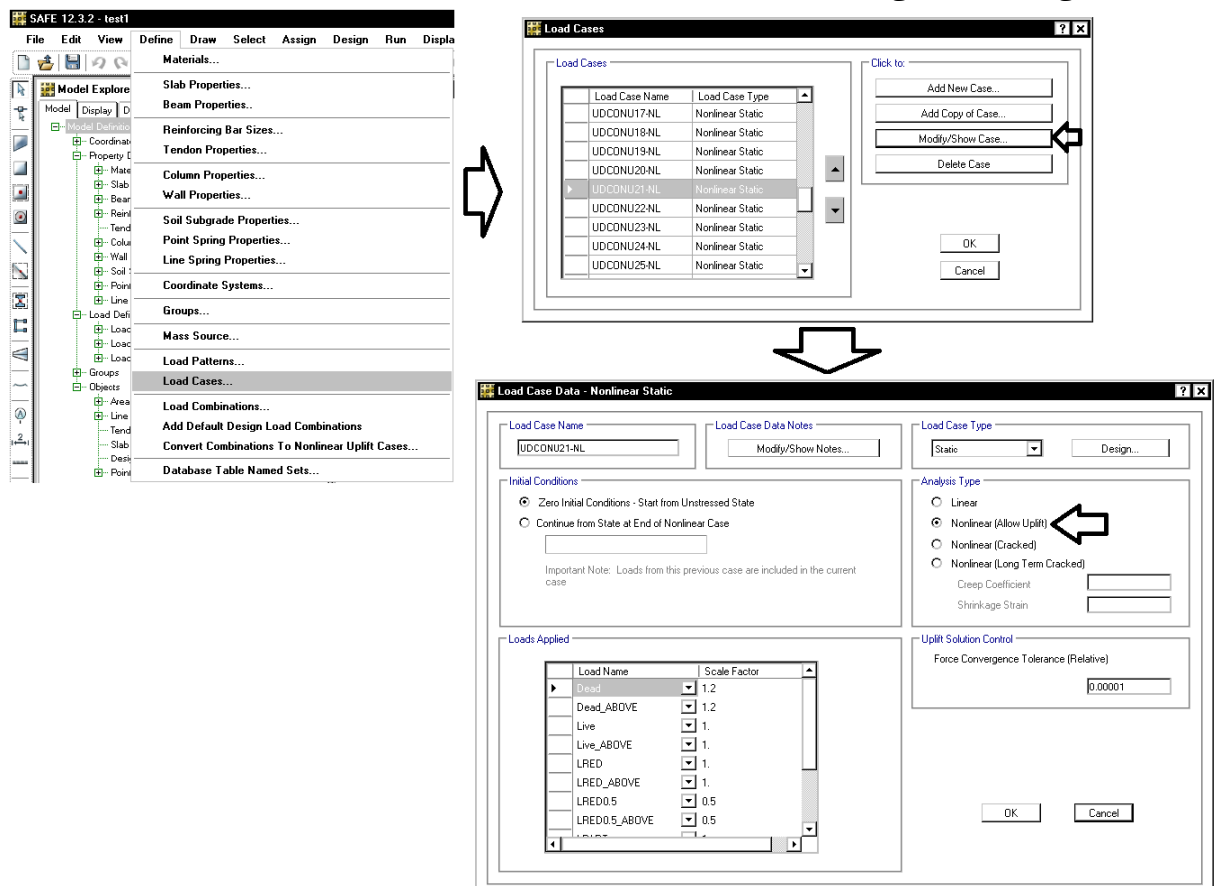 SAFE 12.3.2 - test1
File Edit View Define Draw Select Assign Design Run Displa
Model Explore
Model Display D
Model Definitio
Coordinat
Property D
Mate
Slab
Bear
Reinf
Tend
Colu
Wall
Soil
Point
Line
Load Defi
Load
Load
Load
Groups
Objects
Area
Line
Tend
Slab
Desi
Point
Materials...
Slab Properties...
Beam Properties..
Reinforcing Bar Sizes...
Tendon Properties...
Column Properties...
Wall Properties...
Soil Subgrade Properties...
Point Spring Properties...
Line Spring Properties...
Coordinate Systems...
Groups...
Mass Source...
Load Patterns...
Load Cases...
Load Combinations...
Add Default Design Load Combinations
Convert Combinations To Nonlinear Uplift Cases...
Database Table Named Sets...
Load Cases
Load Cases
Load Case Name Load Case Type
UDCONU17-NL Nonlinear Static
UDCONU18-NL Nonlinear Static
UDCONU19-NL Nonlinear Static
UDCONU20-NL Nonlinear Static
UDCONU21-NL Nonlinear Static
UDCONU22-NL Nonlinear Static
UDCONU23-NL Nonlinear Static
UDCONU24-NL Nonlinear Static
UDCONU25-NL Nonlinear Static
Click to:
Add New Case...
Add Copy of Case...
Modify/Show Case...
Delete Case
OK
Cancel
Load Case Data - Nonlinear Static
Load Case Name
UDCONU21-NL
Load Case Data Notes
Modify/Show Notes...
Load Case Type
Static
Design...
Initial Conditions
Zero Initial Conditions - Start from Unstressed State
Continue from State at End of Nonlinear Case
Important Note: Loads from this previous case are included in the current
case
Analysis Type
Linear
Nonlinear (Allow Uplift)
Nonlinear (Cracked)
Nonlinear (Long Term Cracked)
Creep Coefficient
Shrinkage Strain
Loads Applied
Load Name Scale Factor
Dead 1.2
Dead_ABOVE 1.2
Live 1.
Live_ABOVE 1.
LRED 1.
LRED_ABOVE 1.
LRED0.5 0.5
LRED0.5_ABOVE 0.5
Uplift Solution Control
Force Convergence Tolerance (Relative)
0.00001
OK
Cancel